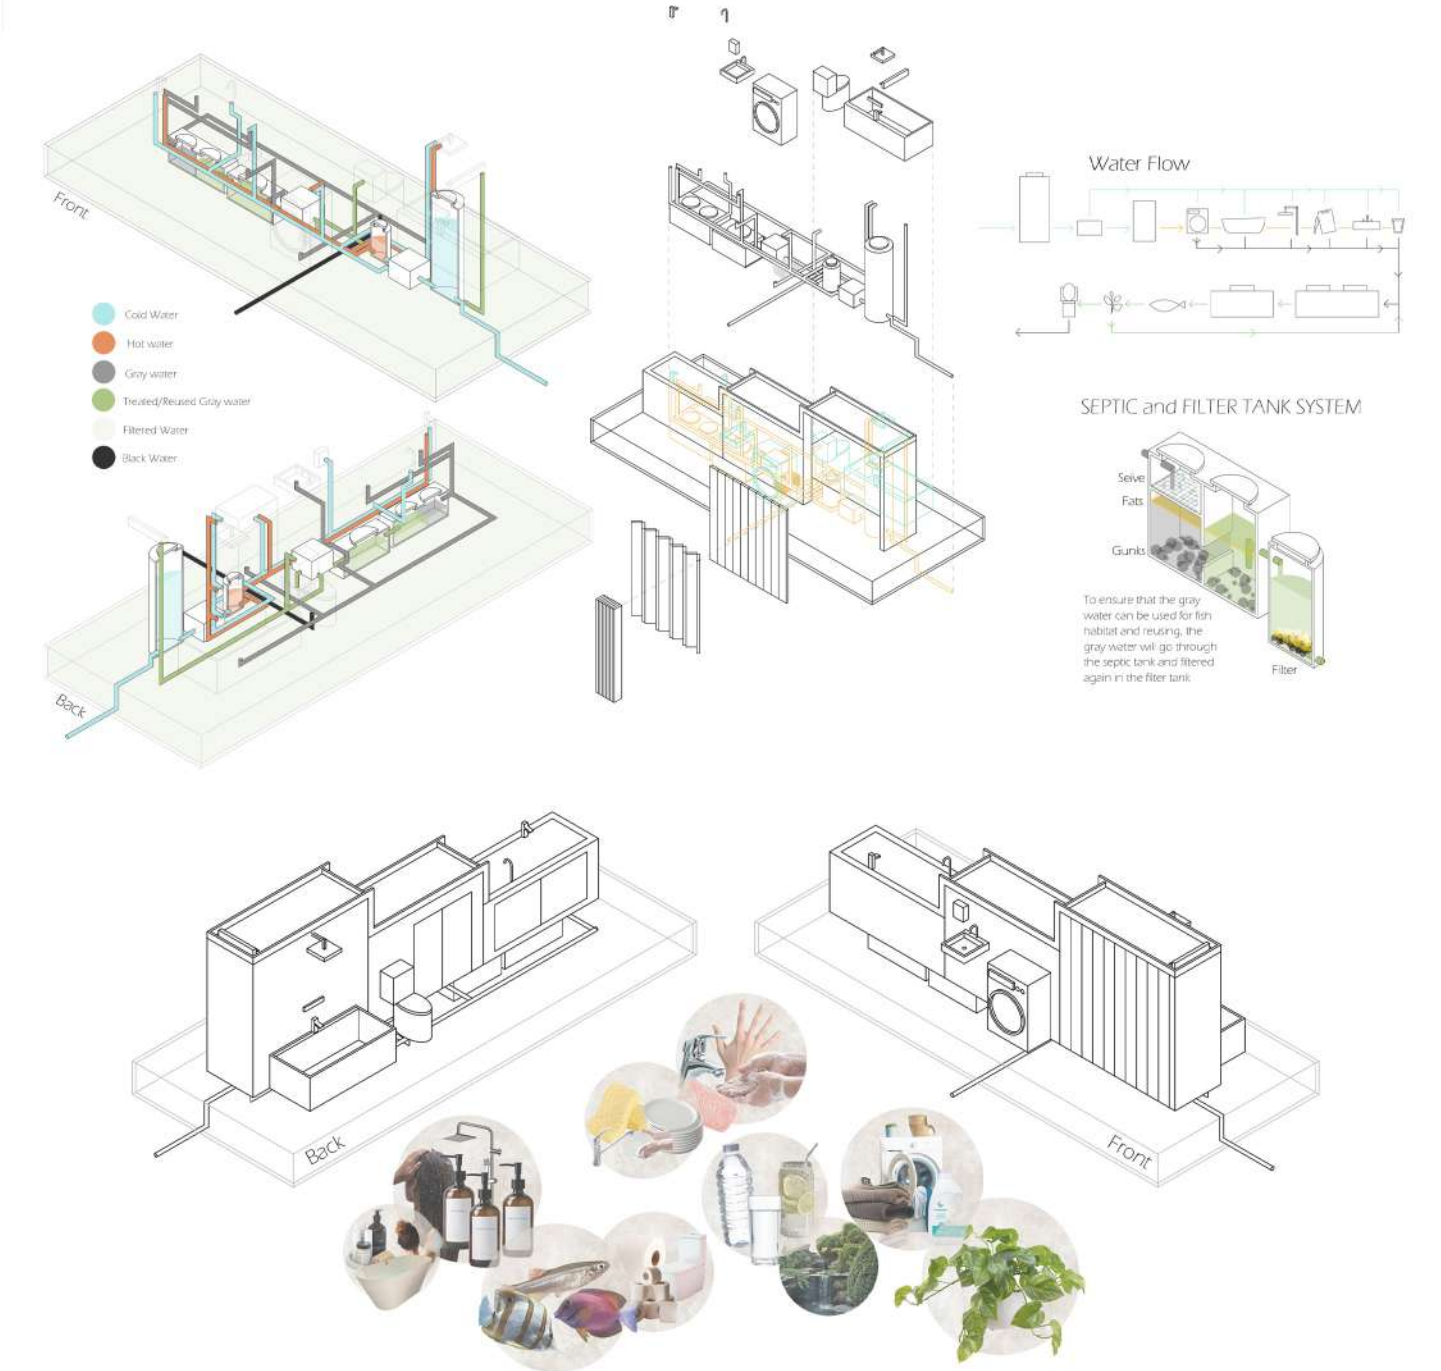 Front
Cold Water
Hot water
Gray water
Treated/Reused Gray water
Filtered Water
Black Water
Back
Water Flow
SEPTIC and FILTER TANK SYSTEM
Seive
Fats
Gunks
To ensure that the gray
water can be used for fish
habitat and reusing, the
gray water will go through
the septic tank and filtered
again in the filter tank
Filter
Back
Front